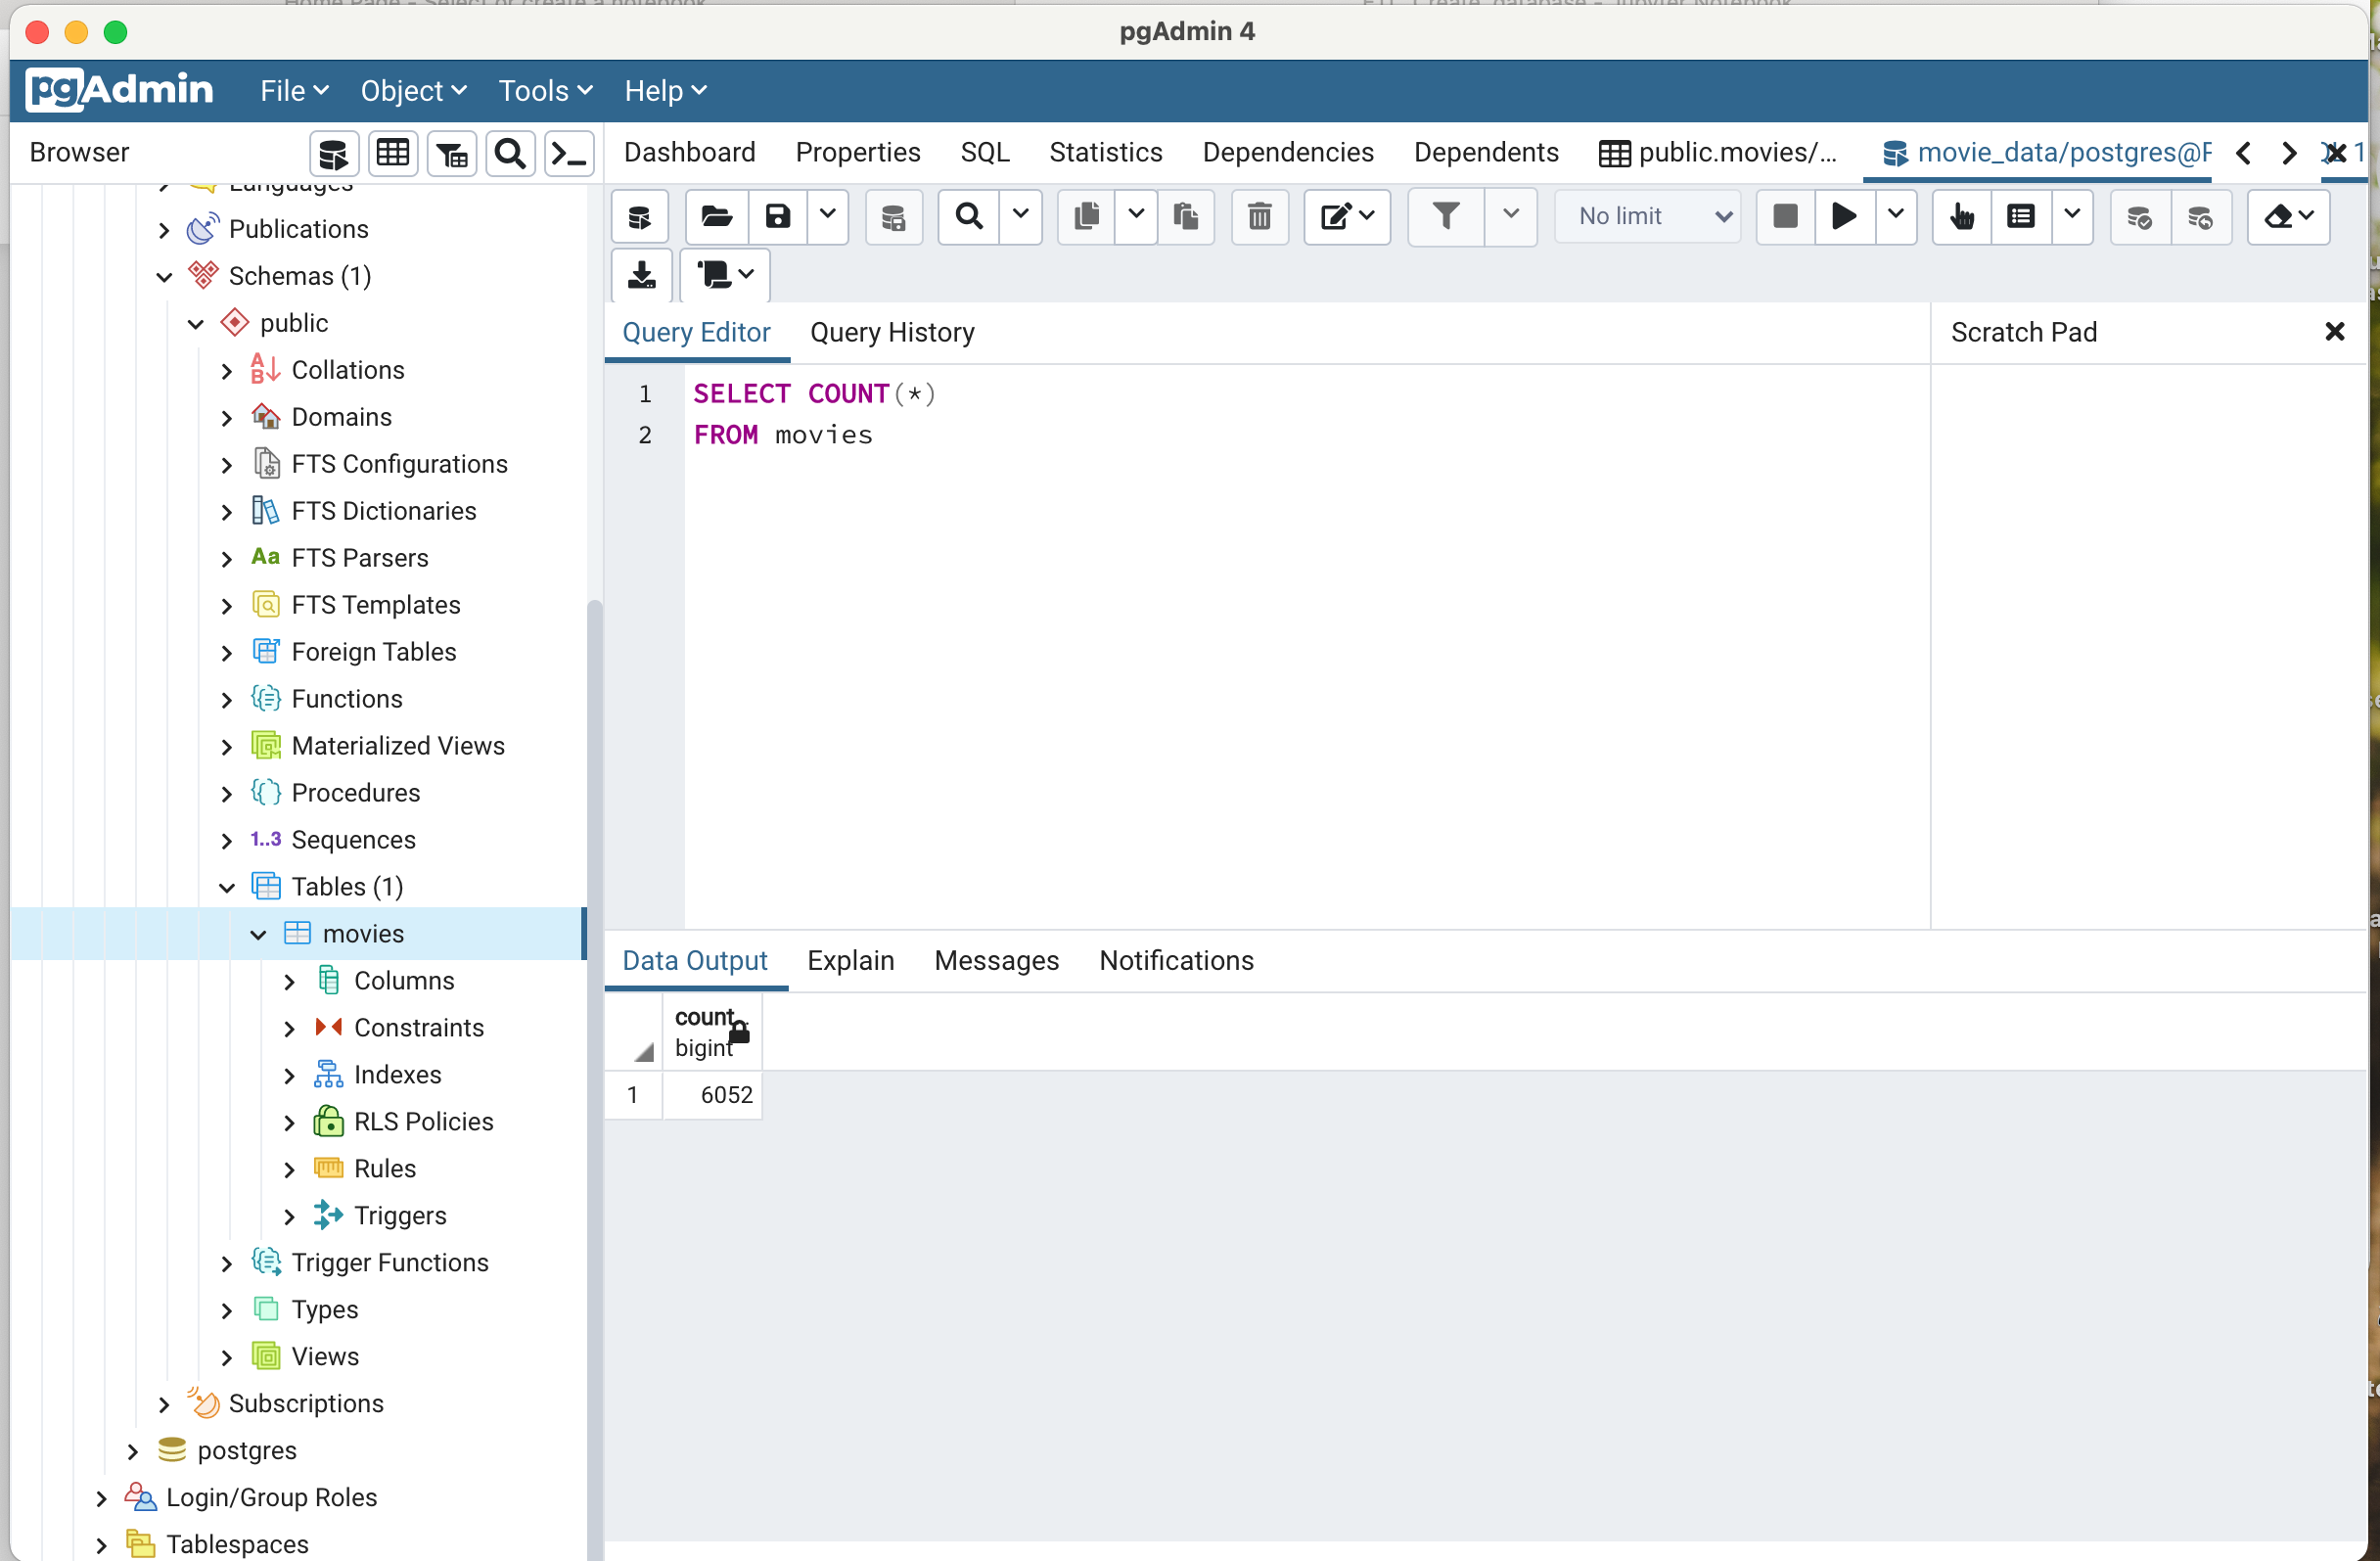 pgAdmin 4
pgAdmin File Object Tools Help
Browser
Dashboard Properties SQL Statistics Dependencies Dependents public.movies/... movie_data/postgres@
Languages
Publications
Schemas (1)
public
Collations
Domains
FTS Configurations
FTS Dictionaries
Aa FTS Parsers
FTS Templates
Foreign Tables
Functions
Materialized Views
Procedures
1..3 Sequences
Tables (1)
movies
Columns
Constraints
Indexes
RLS Policies
Rules
Triggers
Trigger Functions
Types
Views
Subscriptions
postgres
Login/Group Roles
Tablespaces
No limit
Query Editor Query History
Scratch Pad
1 SELECT COUNT(*)
2 FROM movies
Data Output Explain Messages Notifications
count
bigint
1 6052